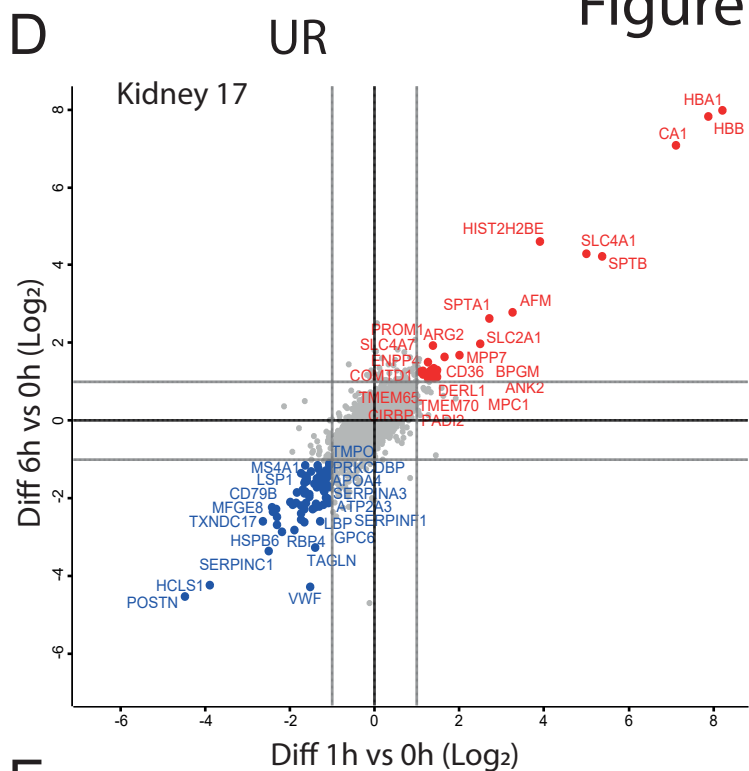 Figure
D
UR
Kidney 17
HBA1
HBB
CA1
HIST2H2BE
SLC4A1
SPTB
AFM
SPTA1
PROM1
ARG2
SLC4A7
SLC2A1
ENPP4
MPP7
COMTD1
CD36
BPGM
DERL1
ANK2
TMEM65
TMEM70
MPC1
CIRBP
PADI2
TMPO
MS4A1
PRKCDBP
LSP1
APOA4
CD79B
SERPINA3
MFGE8
ATP2A3
TXNDC17
LBP
SERPINF1
HSPB6
RBP4
GPC6
SERPINC1
TAGLN
HCLS1
POSTN
VWF
8
6
4
2
0
-2
-4
-6
Diff 6h vs 0h (Log2)
-6
-4
-2
0
2
4
6
8
Diff 1h vs 0h (Log2)